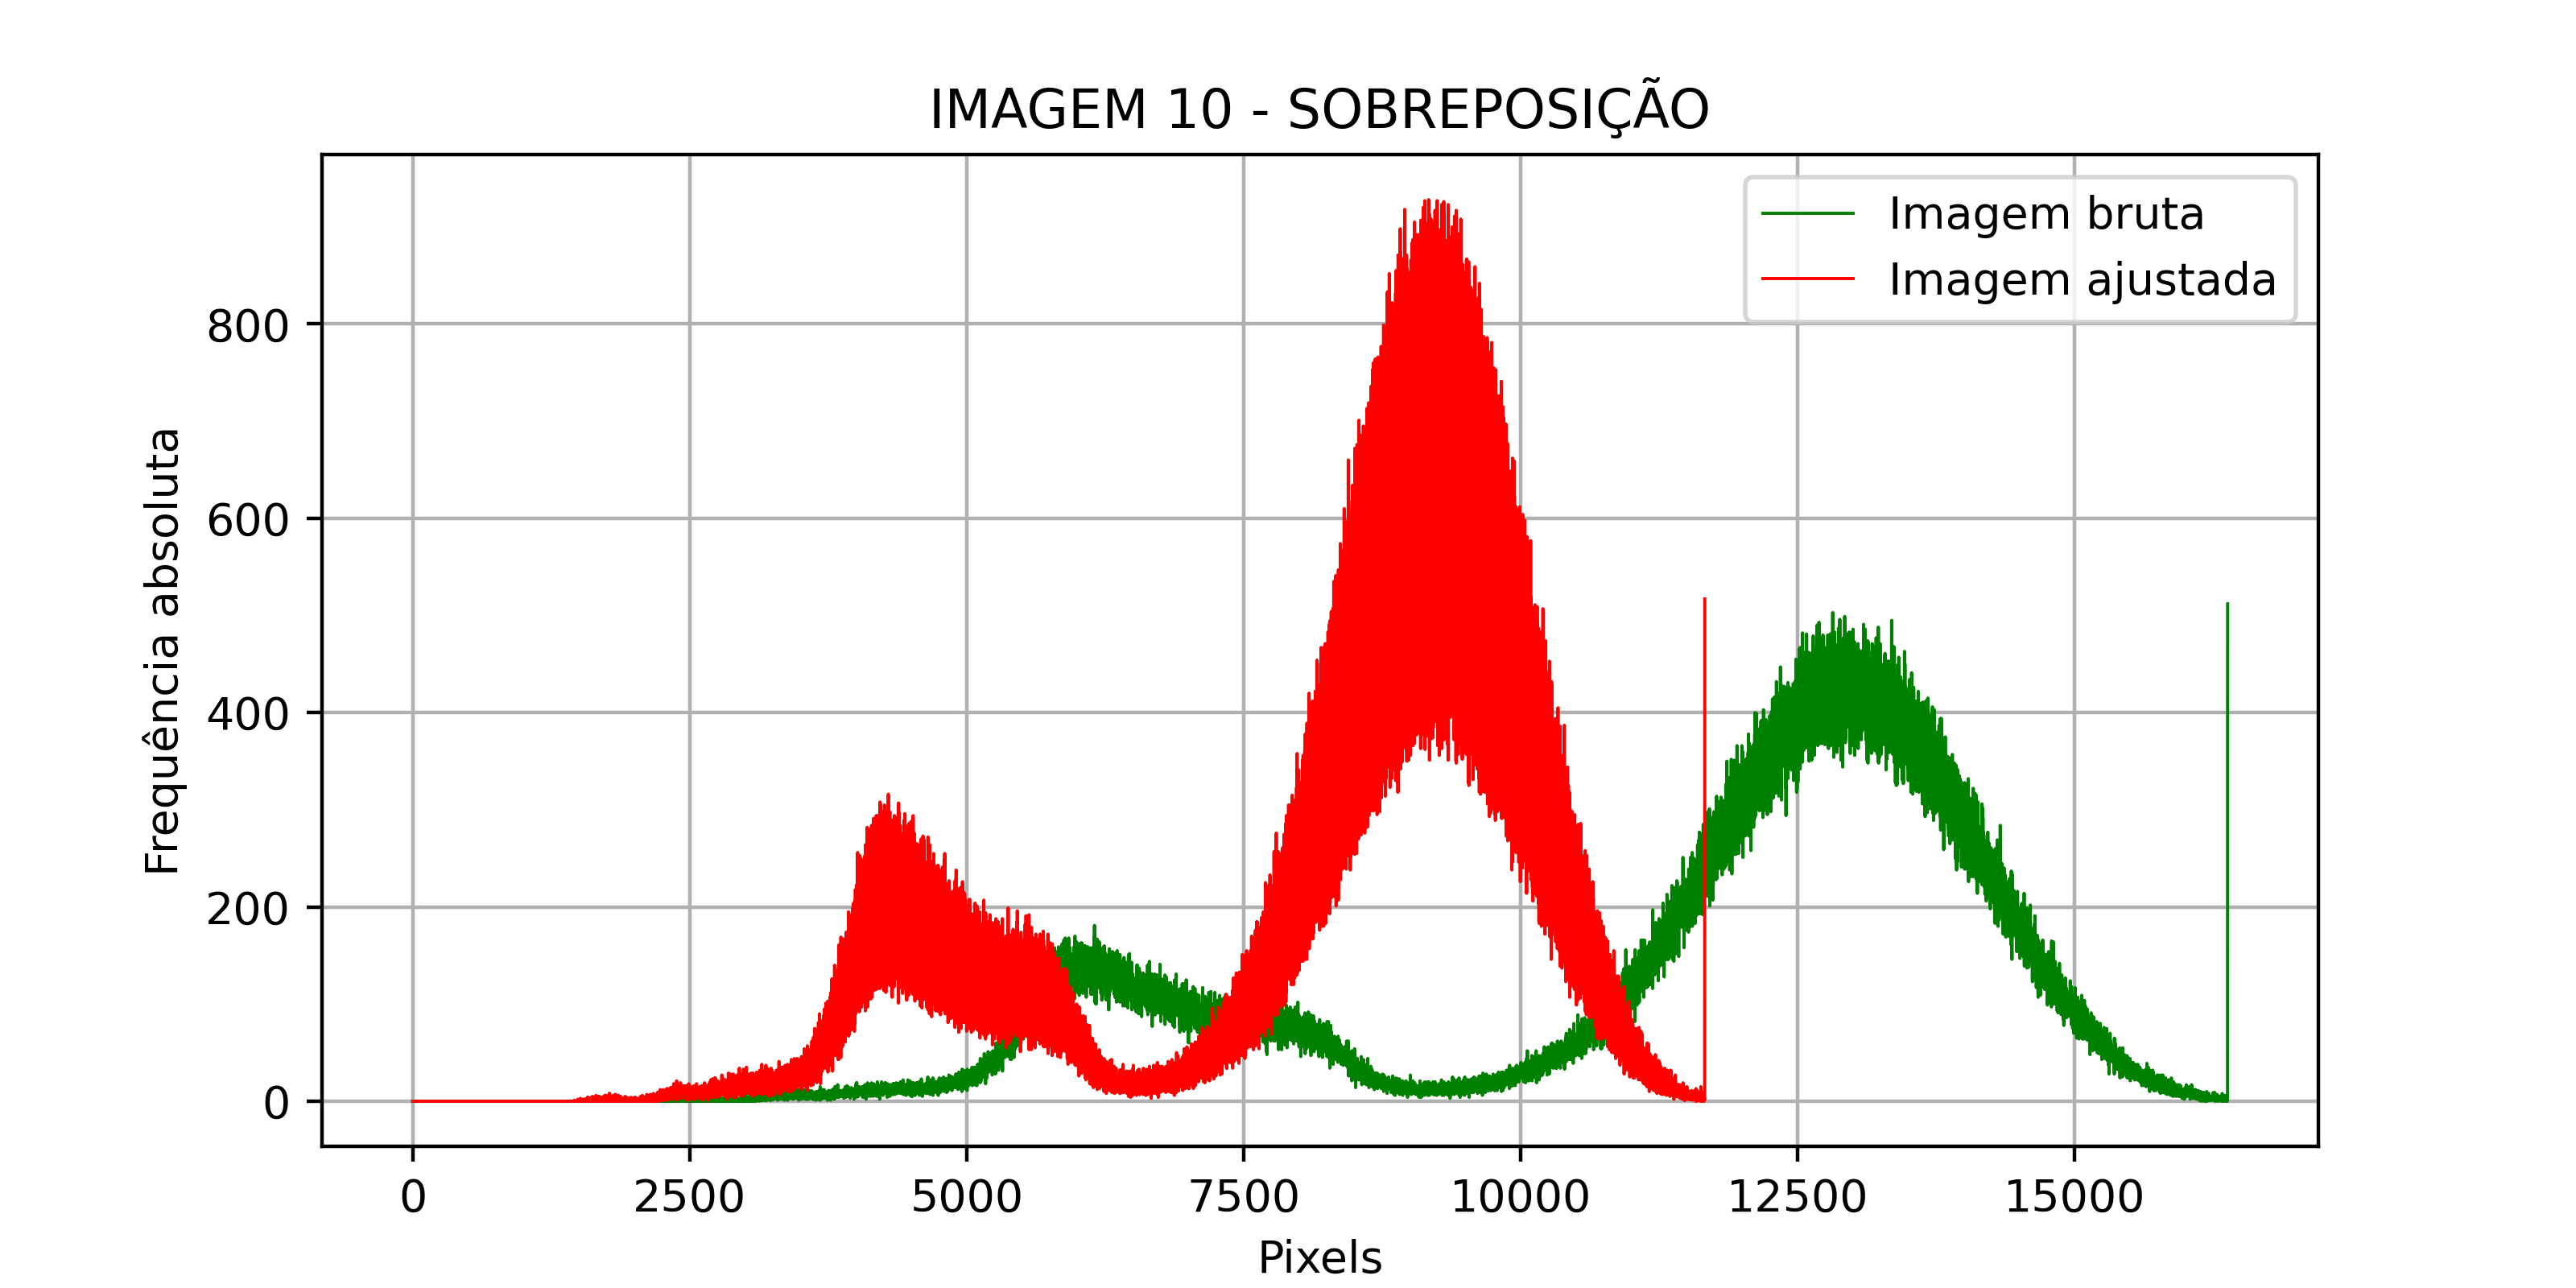 IMAGEM 10 - SOBREPOSIÇÃO
Imagem bruta
Imagem ajustada
Frequência absoluta
800
600
400
200
0
0 2500 5000 7500 10000 12500 15000
Pixels